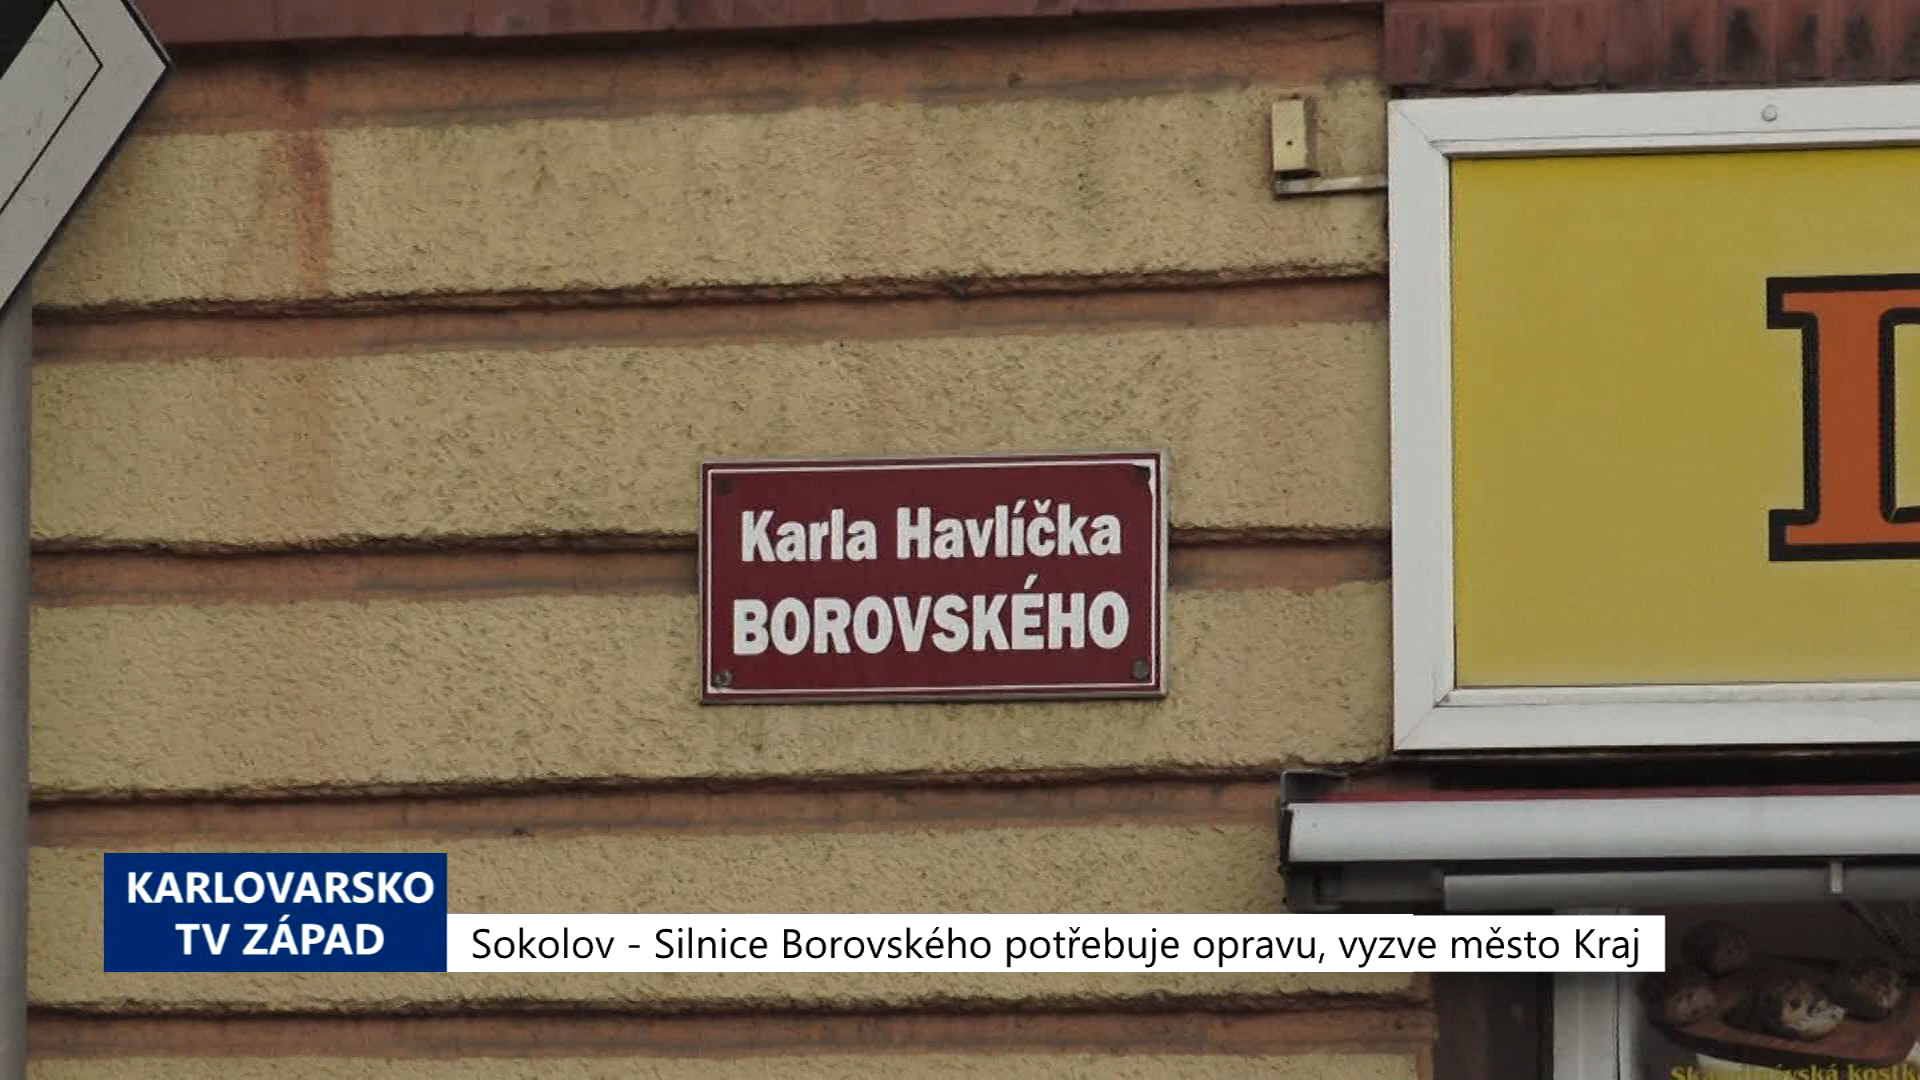 Karla Havlíčka
BOROVSKÉHO
KARLOVARSKO
TV ZÁPAD
Sokolov - Silnice Borovského potřebuje opravu, vyzve město Kraj